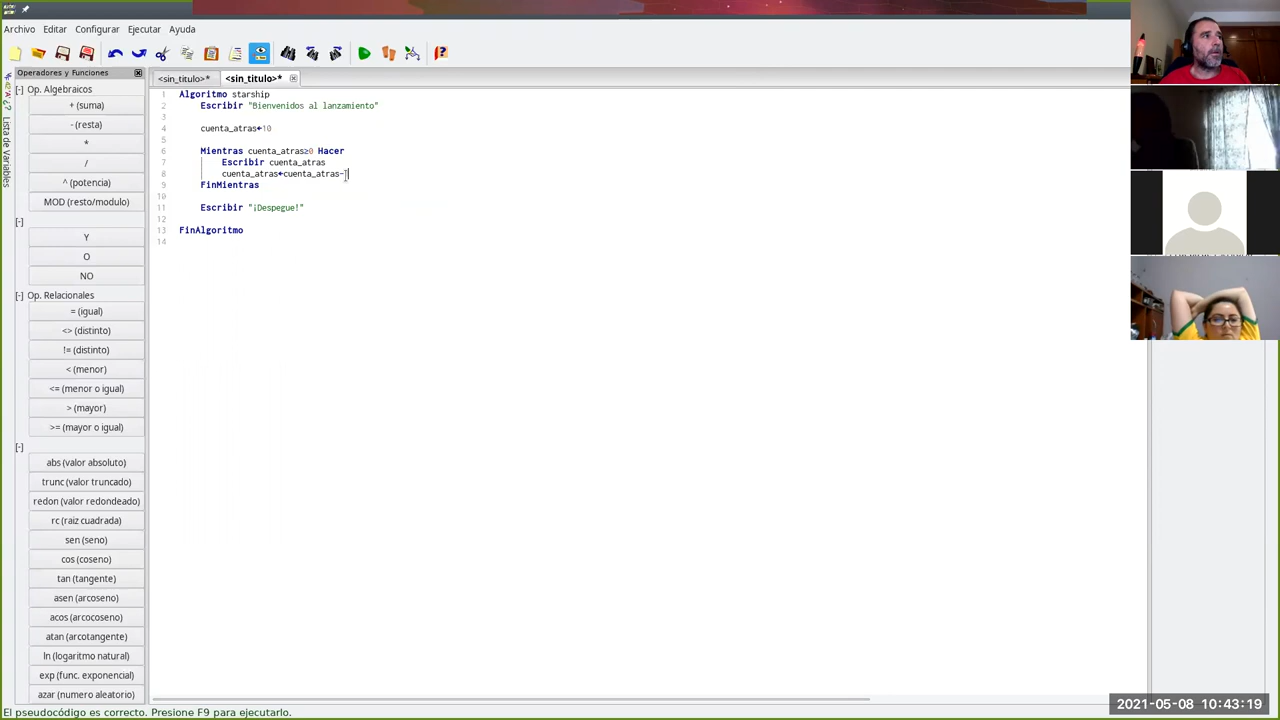 Archivo Editar Configurar Ejecutar Ayuda
Operadores y Funciones
<sin_titulo>* <sin_titulo>*
Lista de Variables
[-] Op. Algebraicos
+ (suma)
- (resta)
*
/
^ (potencia)
MOD (resto/modulo)
[-]
Y
O
NO
[-] Op. Relacionales
= (igual)
<> (distinto)
!= (distinto)
< (menor)
<= (menor o igual)
> (mayor)
>= (mayor o igual)
[-]
abs (valor absoluto)
trunc (valor truncado)
redon (valor redondeado)
rc (raiz cuadrada)
sen (seno)
cos (coseno)
tan (tangente)
asen (arcoseno)
acos (arcocoseno)
atan (arcotangente)
ln (logaritmo natural)
exp (func. exponencial)
azar (numero aleatorio)
1 Algoritmo starship
2 Escribir "Bienvenidos al lanzamiento"
3
4 cuenta_atras←10
5
6 Mientras cuenta_atras≥0 Hacer
7 Escribir cuenta_atras
8 cuenta_atras←cuenta_atras-1
9 FinMientras
10
11 Escribir "¡Despegue!"
12
13 FinAlgoritmo
14
El pseudocódigo es correcto. Presione F9 para ejecutarlo.
2021-05-08 10:43:19